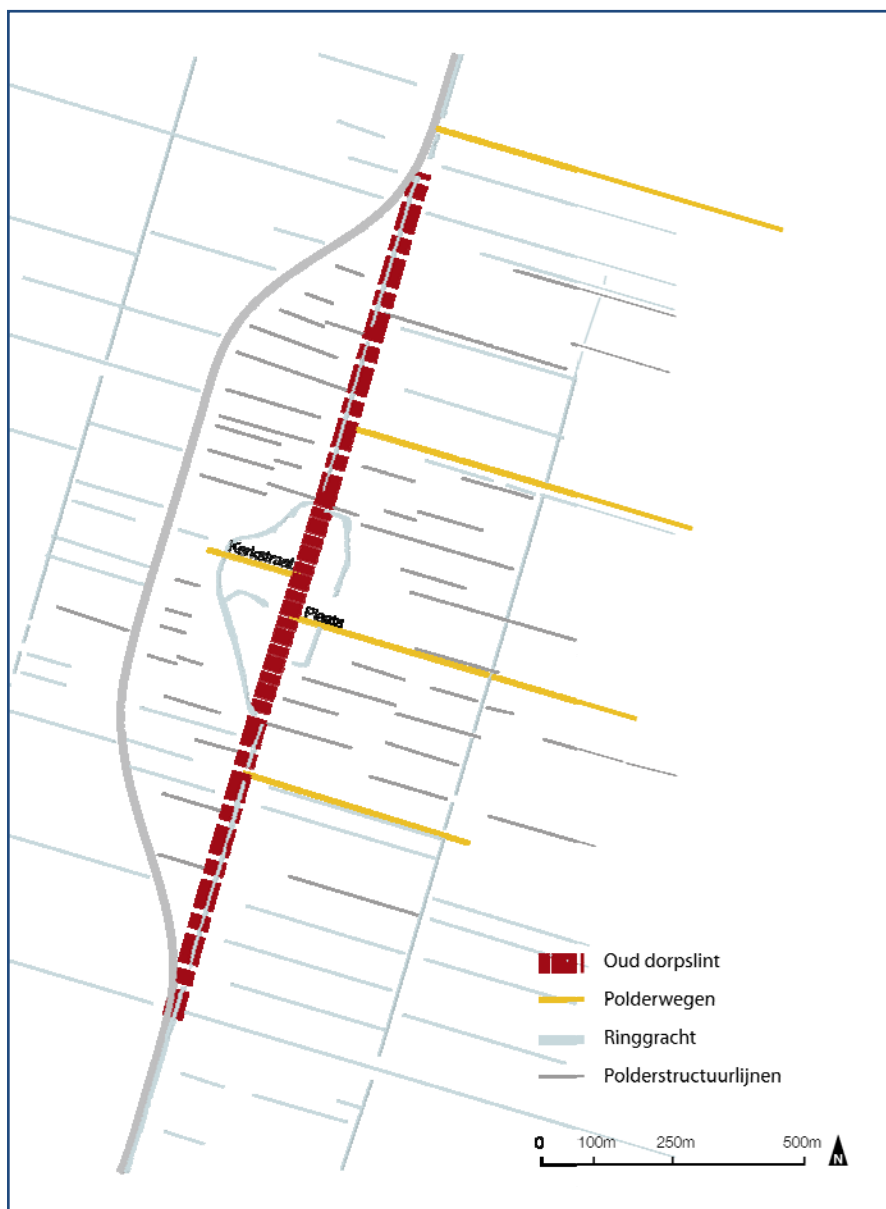 Kerkstraat
Plaats
Oud dorpslint
Polderwegen
Ringgracht
Polderstructuurlijnen
0 100m 250m 500m
N